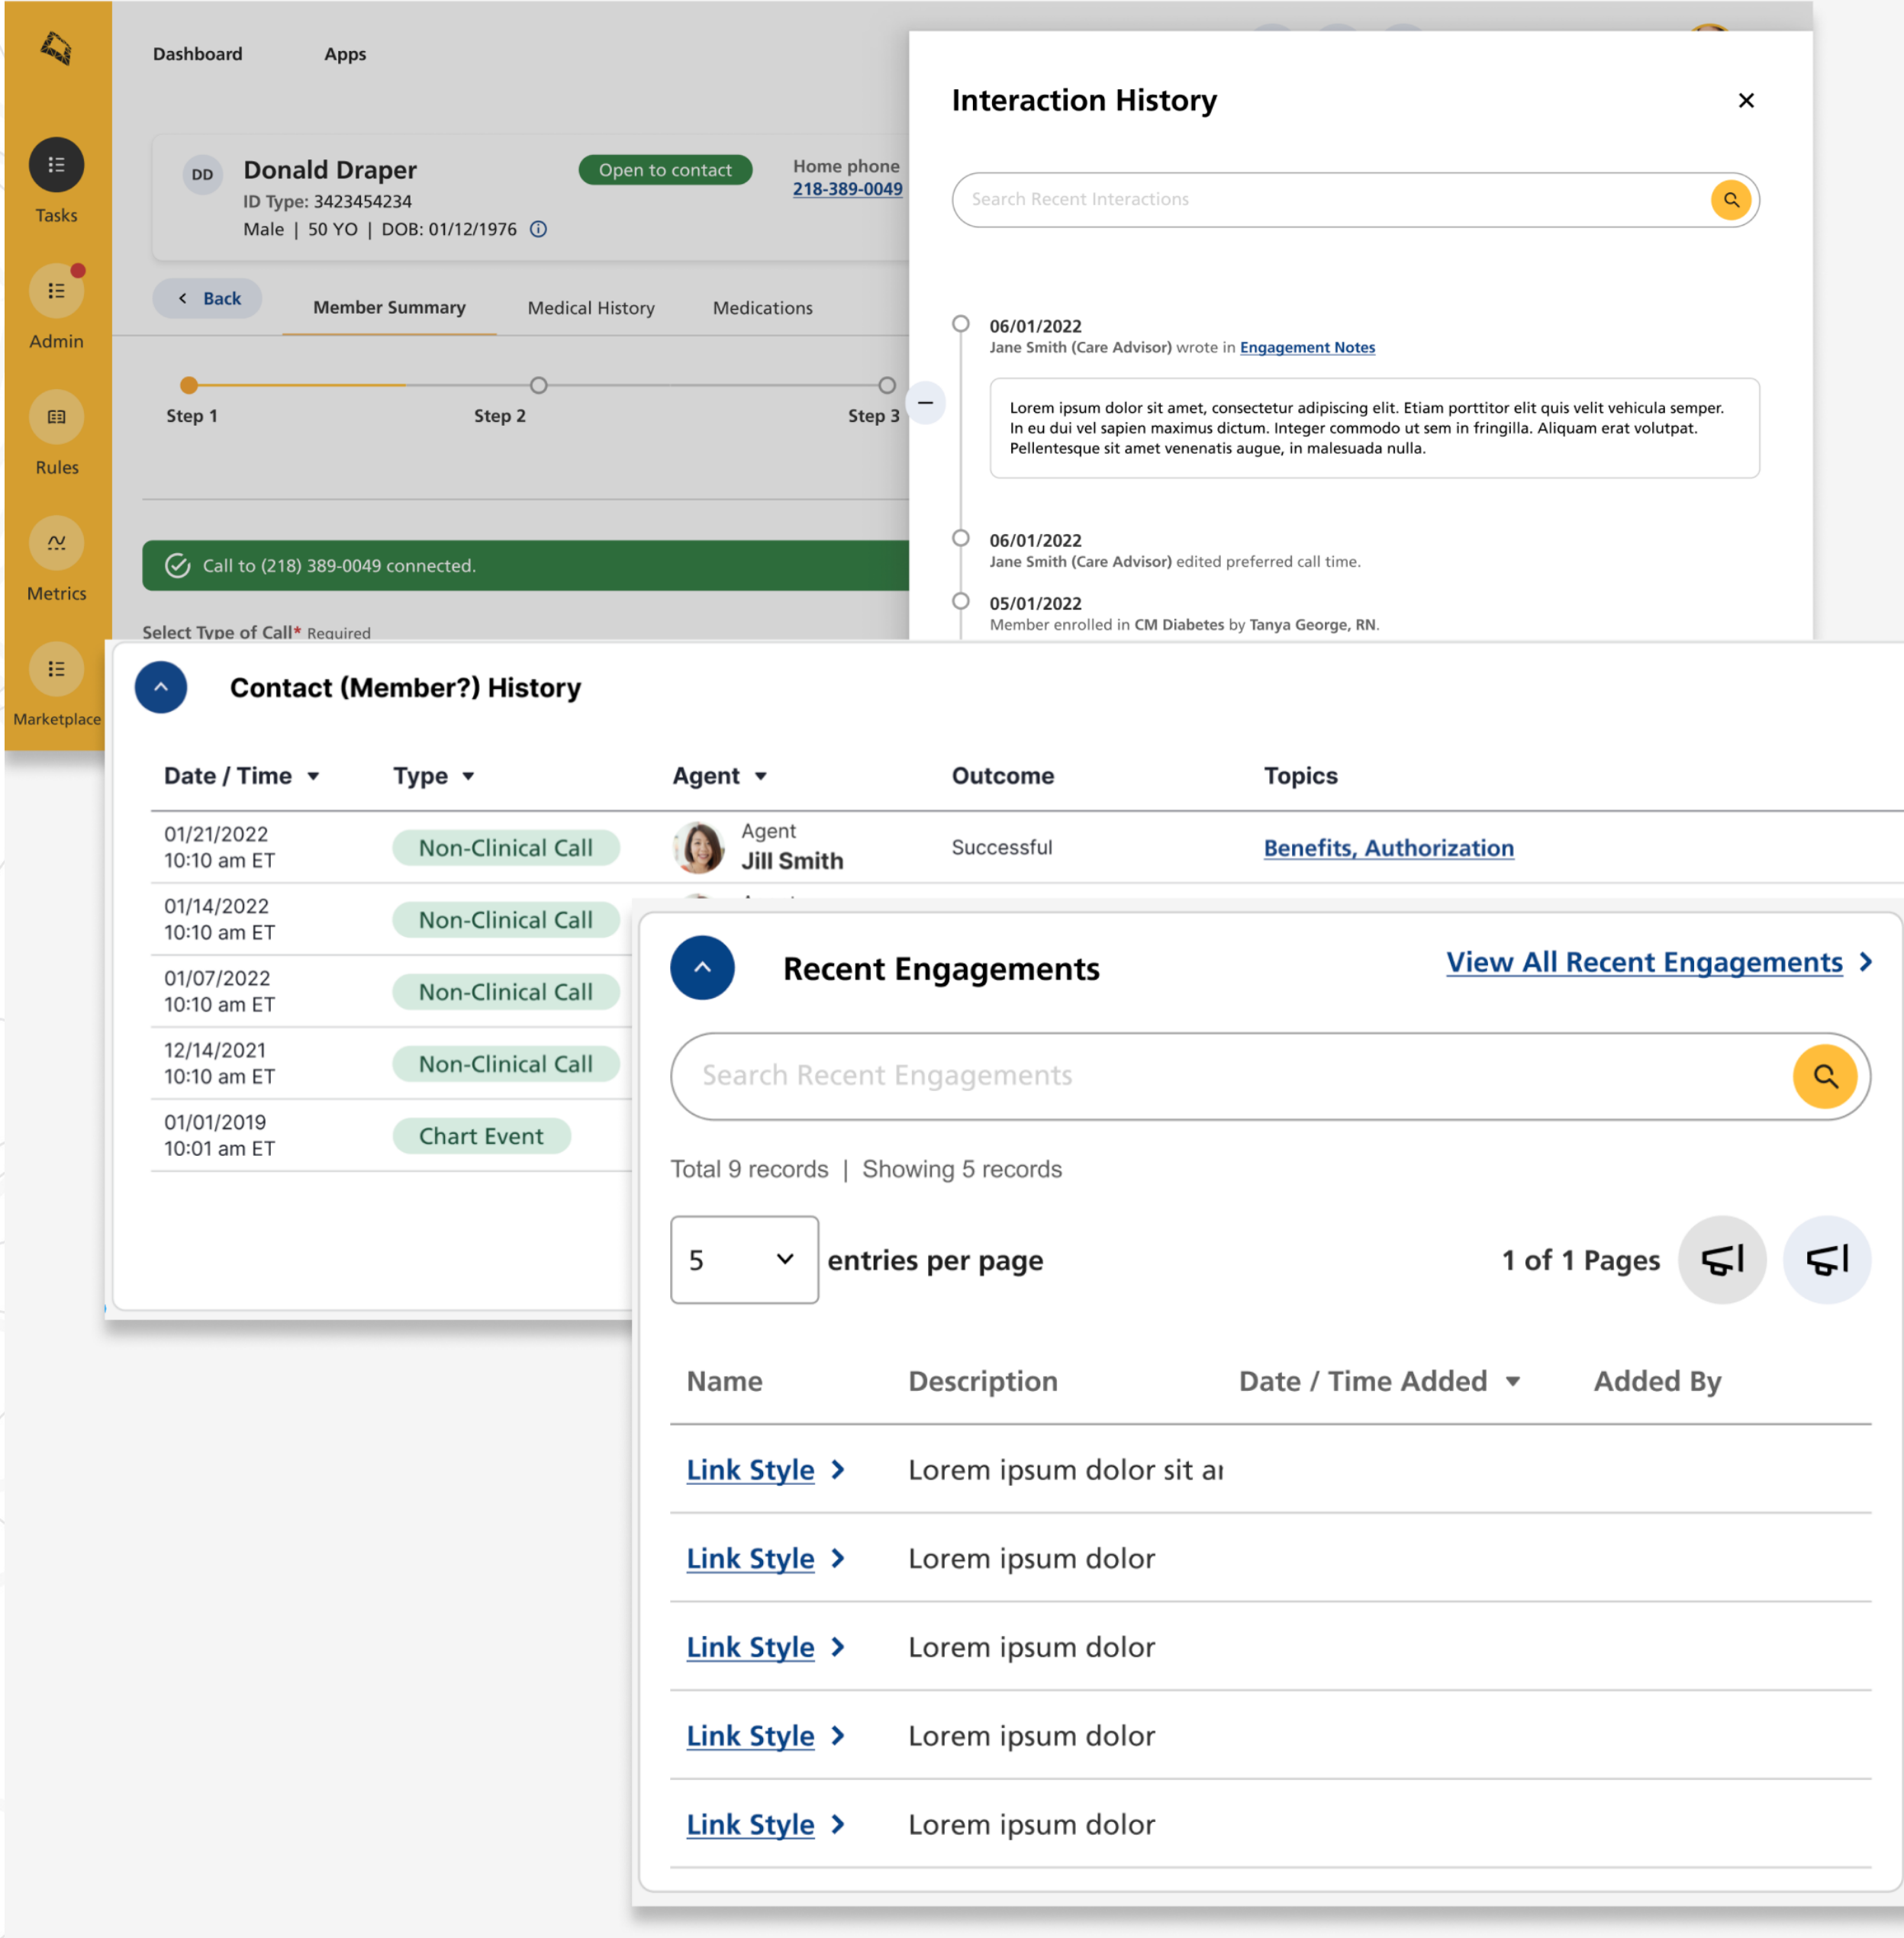 Dashboard
Apps
Tasks
Admin
Rules
Metrics
Marketplace
DD
Donald Draper
ID Type: 3423454234
Male | 50 YO | DOB: 01/12/1976
Open to contact
Home phone
218-389-0049
Back
Member Summary
Medical History
Medications
Step 1
Step 2
Step 3
Call to (218) 389-0049 connected.
Select Type of Call* Required
Interaction History
Search Recent Interactions
06/01/2022
Jane Smith (Care Advisor) wrote in Engagement Notes
Lorem ipsum dolor sit amet, consectetur adipiscing elit. Etiam porttitor elit quis velit vehicula semper.
In eu dui vel sapien maximus dictum. Integer commodo ut sem in fringilla. Aliquam erat volutpat.
Pellentesque sit amet venenatis augue, in malesuada nulla.
06/01/2022
Jane Smith (Care Advisor) edited preferred call time.
05/01/2022
Member enrolled in CM Diabetes by Tanya George, RN.
Contact (Member?) History
Date / Time Type Agent Outcome Topics
01/21/2022
10:10 am ET
Non-Clinical Call
Agent
Jill Smith
Successful
Benefits, Authorization
01/14/2022
10:10 am ET
Non-Clinical Call
01/07/2022
10:10 am ET
Non-Clinical Call
12/14/2021
10:10 am ET
Non-Clinical Call
01/01/2019
10:01 am ET
Chart Event
Recent Engagements
View All Recent Engagements
Search Recent Engagements
Total 9 records | Showing 5 records
5 entries per page
1 of 1 Pages
Name Description Date / Time Added Added By
Link Style Lorem ipsum dolor sit
Link Style Lorem ipsum dolor
Link Style Lorem ipsum dolor
Link Style Lorem ipsum dolor
Link Style Lorem ipsum dolor